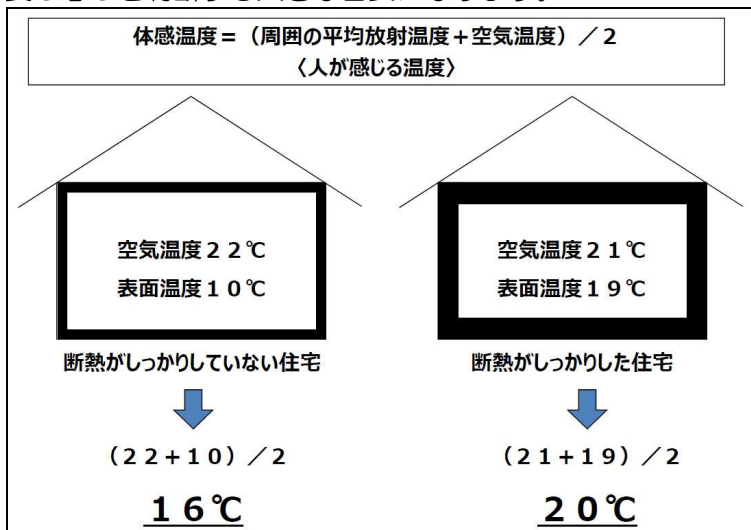 体感温度＝（周囲の平均放射温度＋空気温度）／２
〈人が感じる温度〉
空気温度２２℃
表面温度１０℃
断熱がしっかりしていない住宅
（２２＋１０）／２
１６℃
空気温度２１℃
表面温度１９℃
断熱がしっかりした住宅
（２１＋１９）／２
２０℃